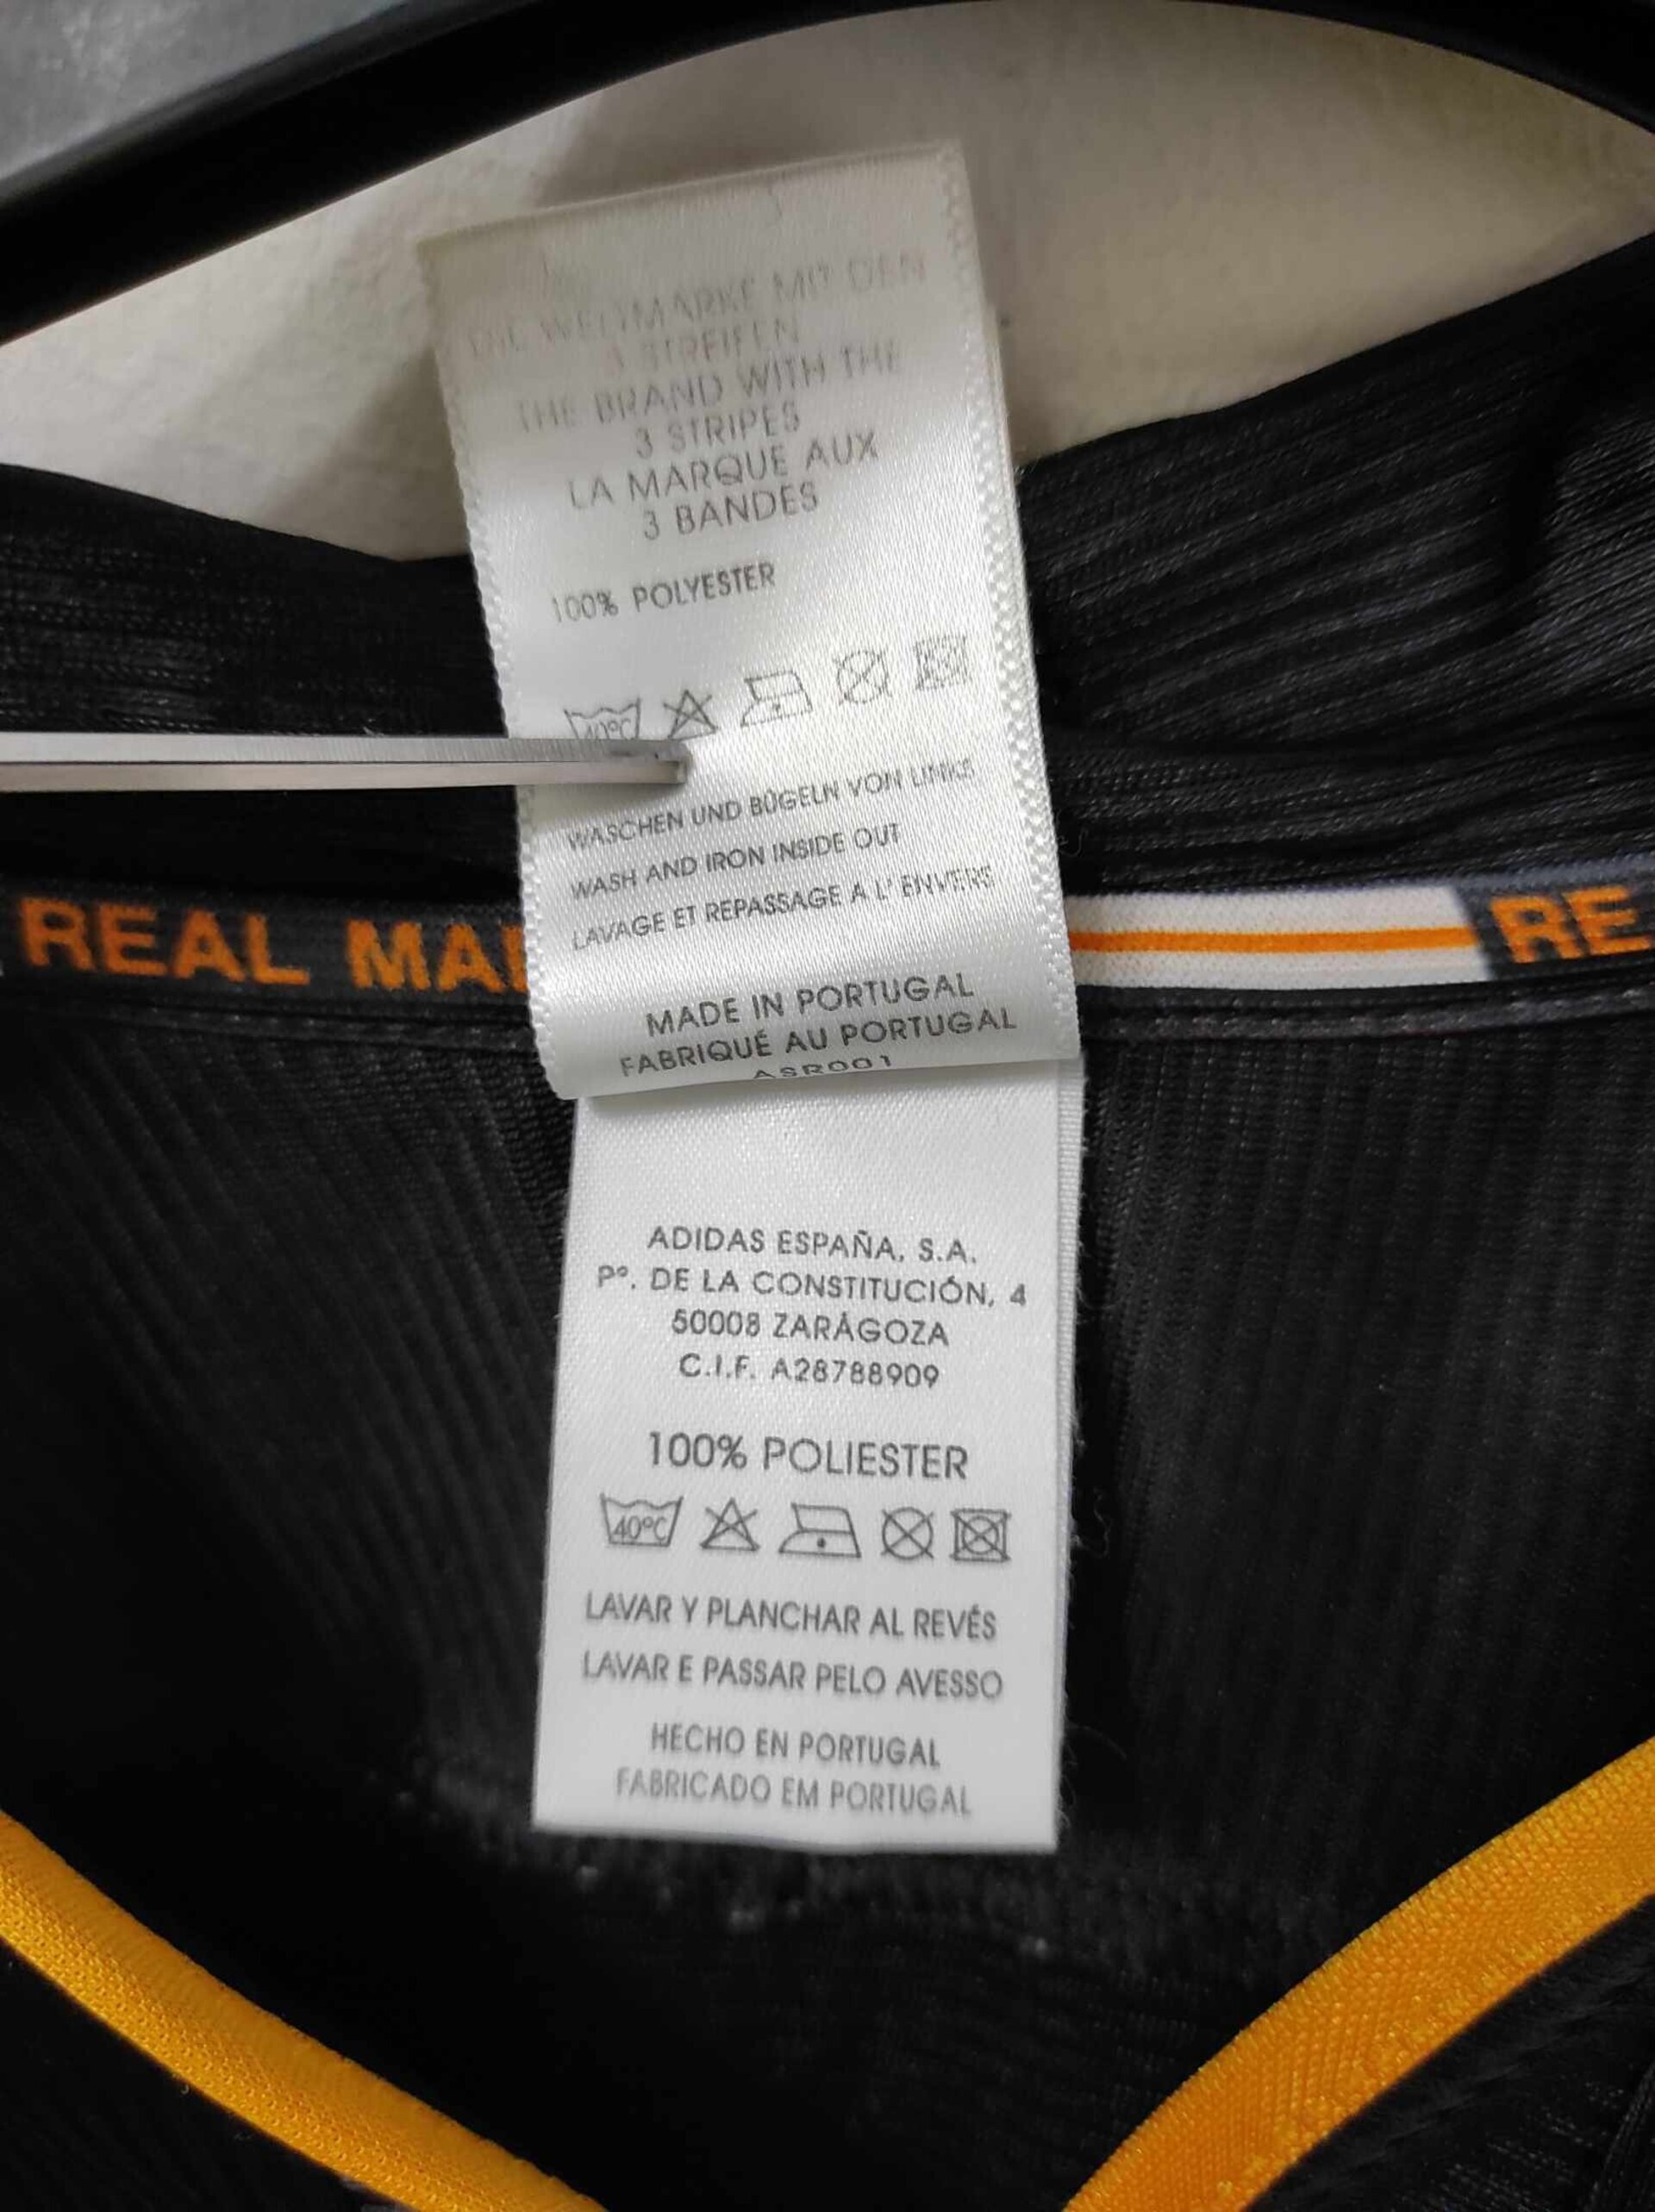 DIE WELTMARKE MIT DEN
3 STREIFEN
THE BRAND WITH THE
3 STRIPES
LA MARQUE AUX
3 BANDES
100% POLYESTER
40°C
WASCHEN UND BÜGELN VON LINKS
WASH AND IRON INSIDE OUT
LAVAGE ET REPASSAGE A L' ENVERS
REAL MA
RE
MADE IN PORTUGAL
FABRIQUÉ AU PORTUGAL
ASR001
ADIDAS ESPAÑA, S.A.
Pº. DE LA CONSTITUCIÓN, 4
50008 ZARAGOZA
C.I.F. A28788909
100% POLIESTER
40°C
LAVAR Y PLANCHAR AL REVÉS
LAVAR E PASSAR PELO AVESSO
HECHO EN PORTUGAL
FABRICADO EM PORTUGAL